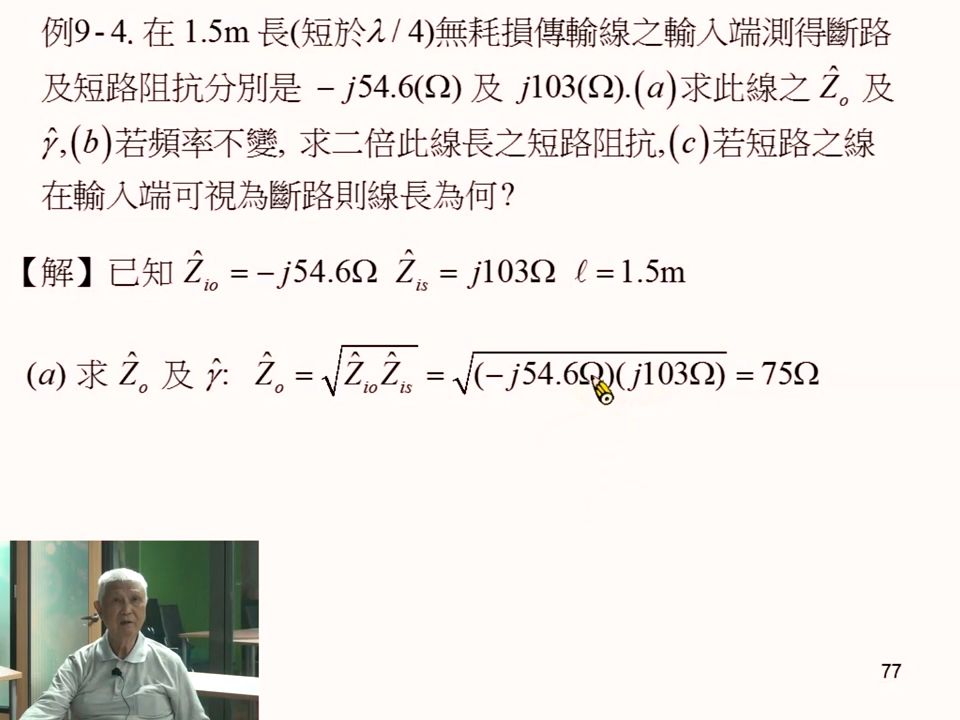 例9-4. 在 1.5m 長(短於λ/4)無耗損傳輸線之輸入端測得斷路
及短路阻抗分別是 −j54.6(Ω) 及 j103(Ω).(a)求此線之 Ẑₒ 及
γ̂,(b)若頻率不變, 求二倍此線長之短路阻抗,(c)若短路之線
在輸入端可視為斷路則線長為何?
【解】已知 Ẑᵢₒ = −j54.6Ω Ẑᵢₛ = j103Ω ℓ = 1.5m
(a) 求 Ẑₒ 及 γ̂: Ẑₒ = √(ẐᵢₒẐᵢₛ) = √((−j54.6Ω)(j103Ω)) = 75Ω
77